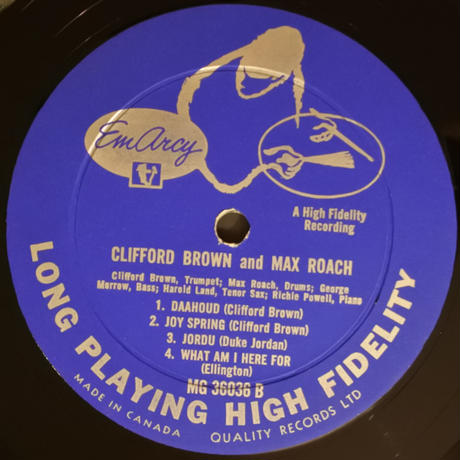 EmArcy
A High Fidelity
Recording
CLIFFORD BROWN and MAX ROACH
Clifford Brown, Trumpet; Max Roach, Drums; George
Morrow, Bass; Harold Land, Tenor Sax; Richie Powell, Piano
1. DAAHOUD (Clifford Brown)
2. JOY SPRING (Clifford Brown)
3. JORDU (Duke Jordan)
4. WHAT AM I HERE FOR
(Ellington)
MG 36036 B
LONG PLAYING HIGH FIDELITY
MADE IN CANADA QUALITY RECORDS LTD